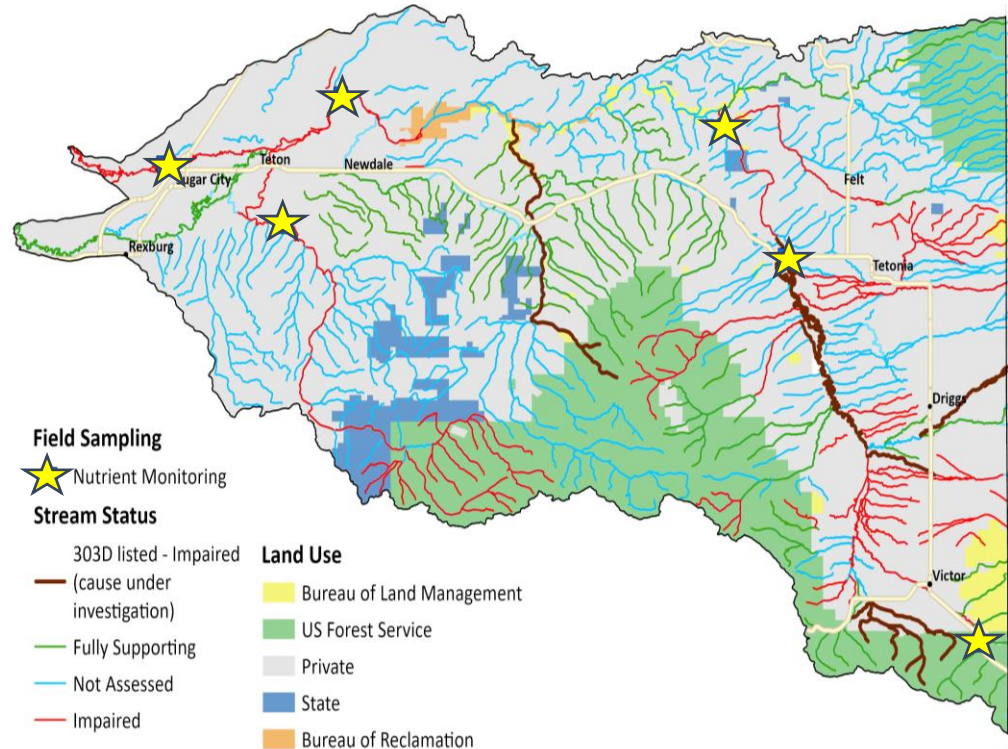 Teton
Newdale
Sugar City
Rexburg
Felt
Tetonia
Driggs
Victor
Field Sampling
Nutrient Monitoring
Stream Status
303D listed - Impaired
(cause under
investigation)
Fully Supporting
Not Assessed
Impaired
Land Use
Bureau of Land Management
US Forest Service
Private
State
Bureau of Reclamation